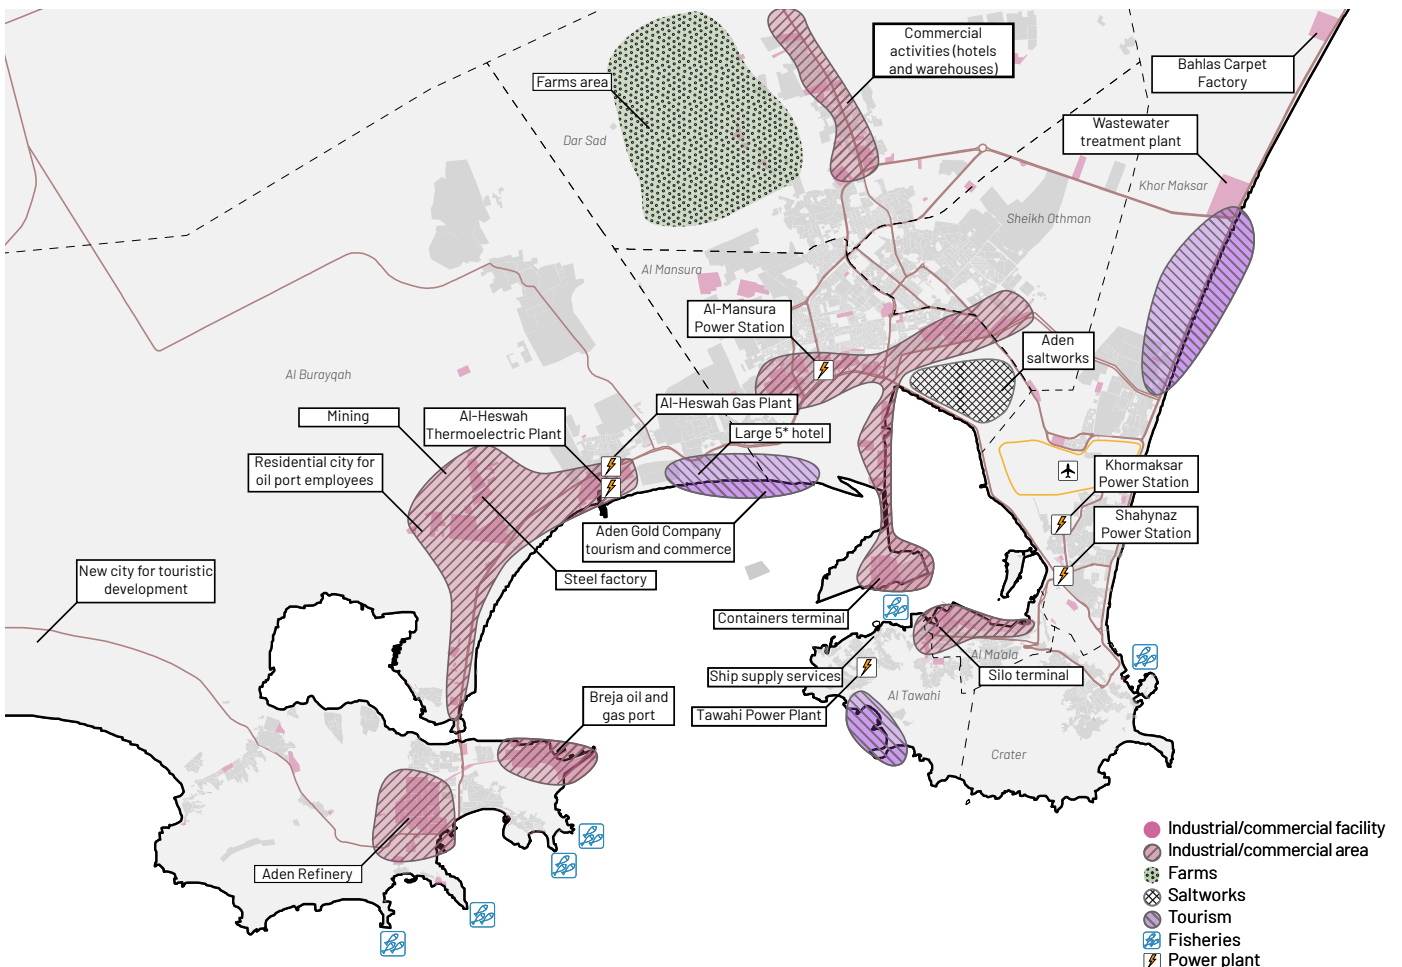 Commercial
activities (hotels
and warehouses)
Bahlas Carpet
Factory
Farms area
Wastewater
treatment plant
Dar Sad
Khor Maksar
Sheikh Othman
Al Mansura
Al-Mansura
Power Station
Aden
saltworks
Al Burayqah
Mining
Al-Heswah
Thermoelectric Plant
Al-Heswah Gas Plant
Large 5* hotel
Residential city for
oil port employees
Khormaksar
Power Station
Shahynaz
Power Station
Aden Gold Company
tourism and commerce
Steel factory
New city for touristic
development
Containers terminal
Al Ma'ala
Ship supply services
Silo terminal
Al Tawahi
Breja oil and
gas port
Tawahi Power Plant
Crater
Aden Refinery
Industrial/commercial facility
Industrial/commercial area
Farms
Saltworks
Tourism
Fisheries
Power plant